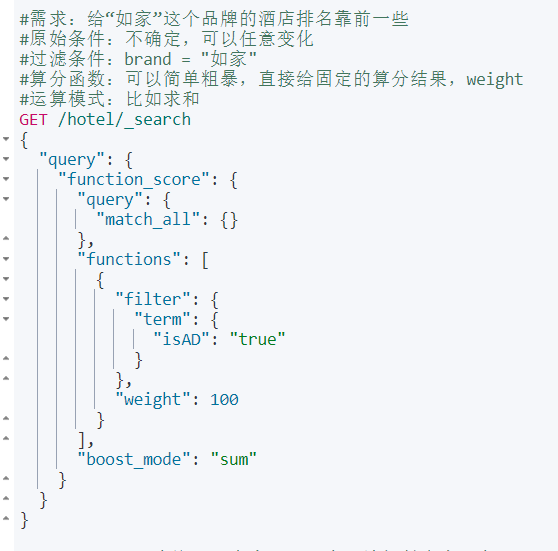 #需求：给“如家”这个品牌的酒店排名靠前一些
#原始条件：不确定，可以任意变化
#过滤条件：brand = "如家"
#算分函数：可以简单粗暴，直接给固定的算分结果，weight
#运算模式：比如求和
GET /hotel/_search
{
  "query": {
    "function_score": {
      "query": {
        "match_all": {}
      },
      "functions": [
        {
          "filter": {
            "term": {
              "isAD": "true"
            }
          },
          "weight": 100
        }
      ],
      "boost_mode": "sum"
    }
  }
}